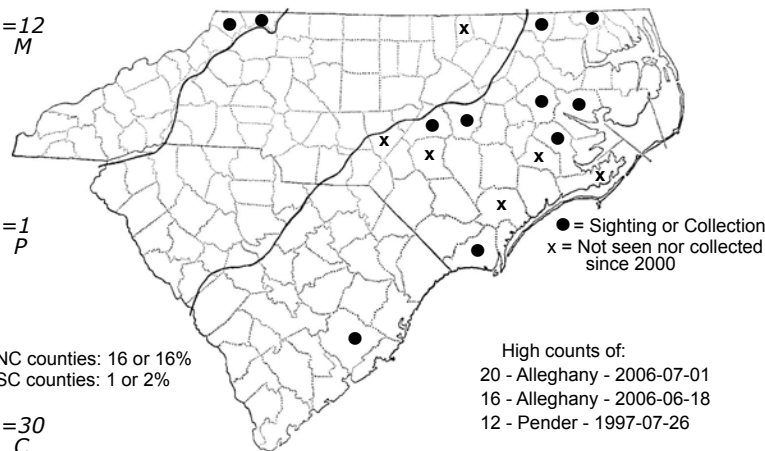 =12
M
=1
P
● = Sighting or Collection
x = Not seen nor collected
since 2000
NC counties: 16 or 16%
SC counties: 1 or 2%
High counts of:
20 - Alleghany - 2006-07-01
16 - Alleghany - 2006-06-18
12 - Pender - 1997-07-26
=30
C
x
x
x
x
x
x